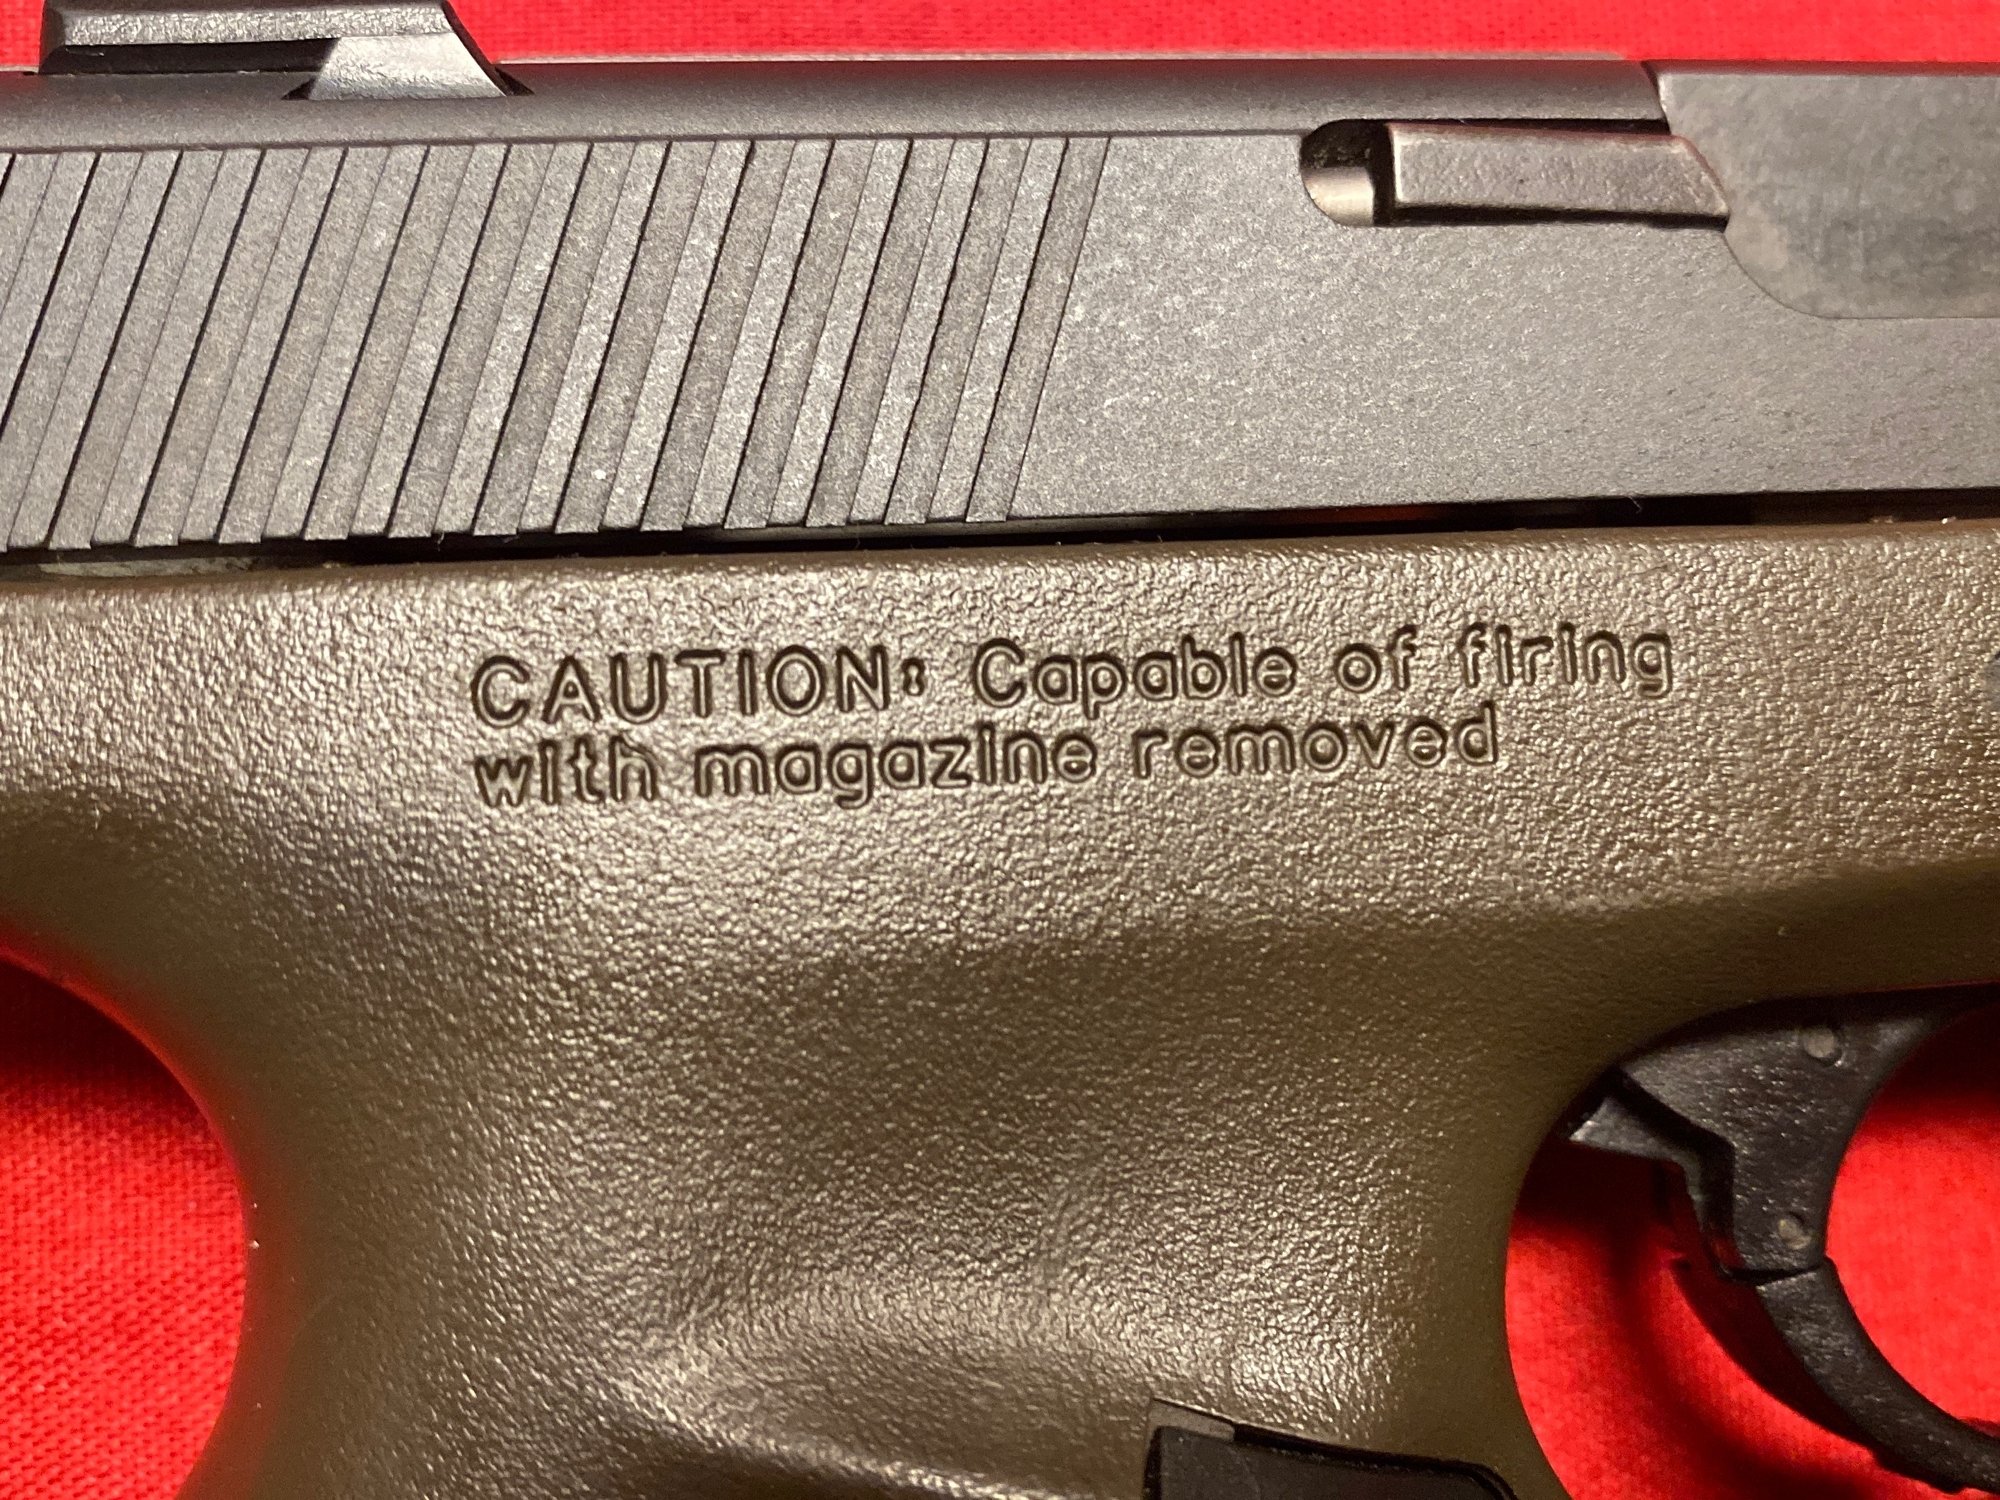 CAUTION: Capable of firing
with magazine removed